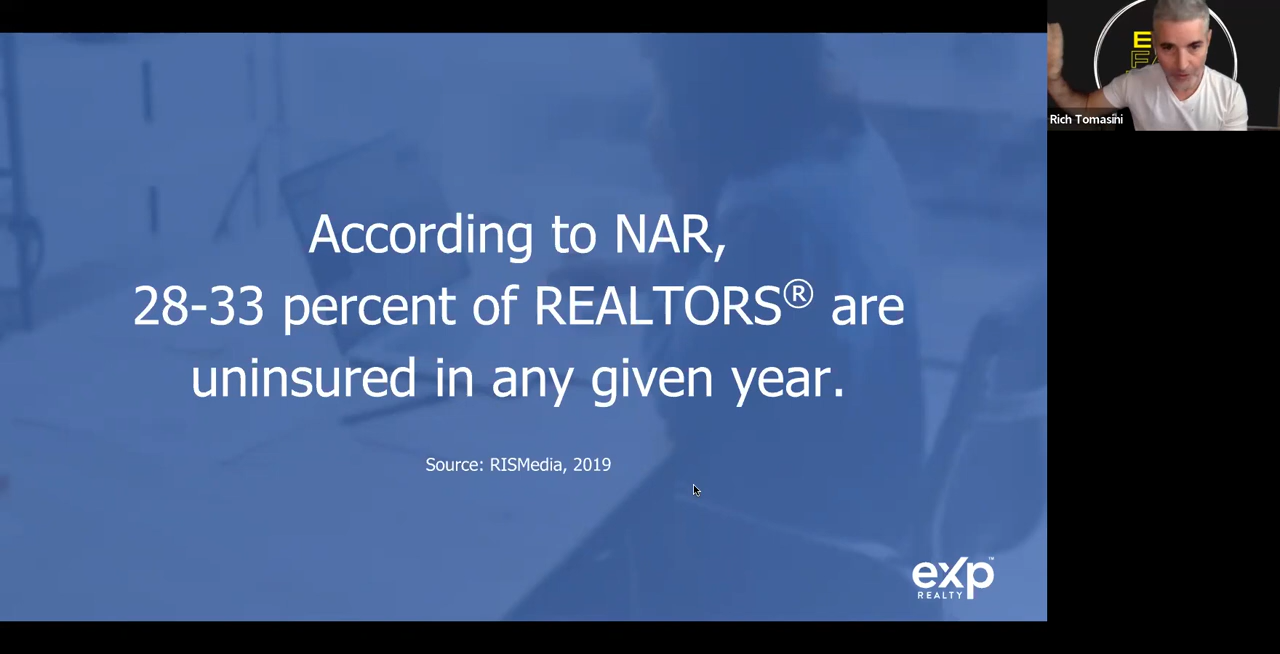 According to NAR,
28-33 percent of REALTORS® are
uninsured in any given year.
Source: RISMedia, 2019
eXp™
REALTY
Rich Tomasini